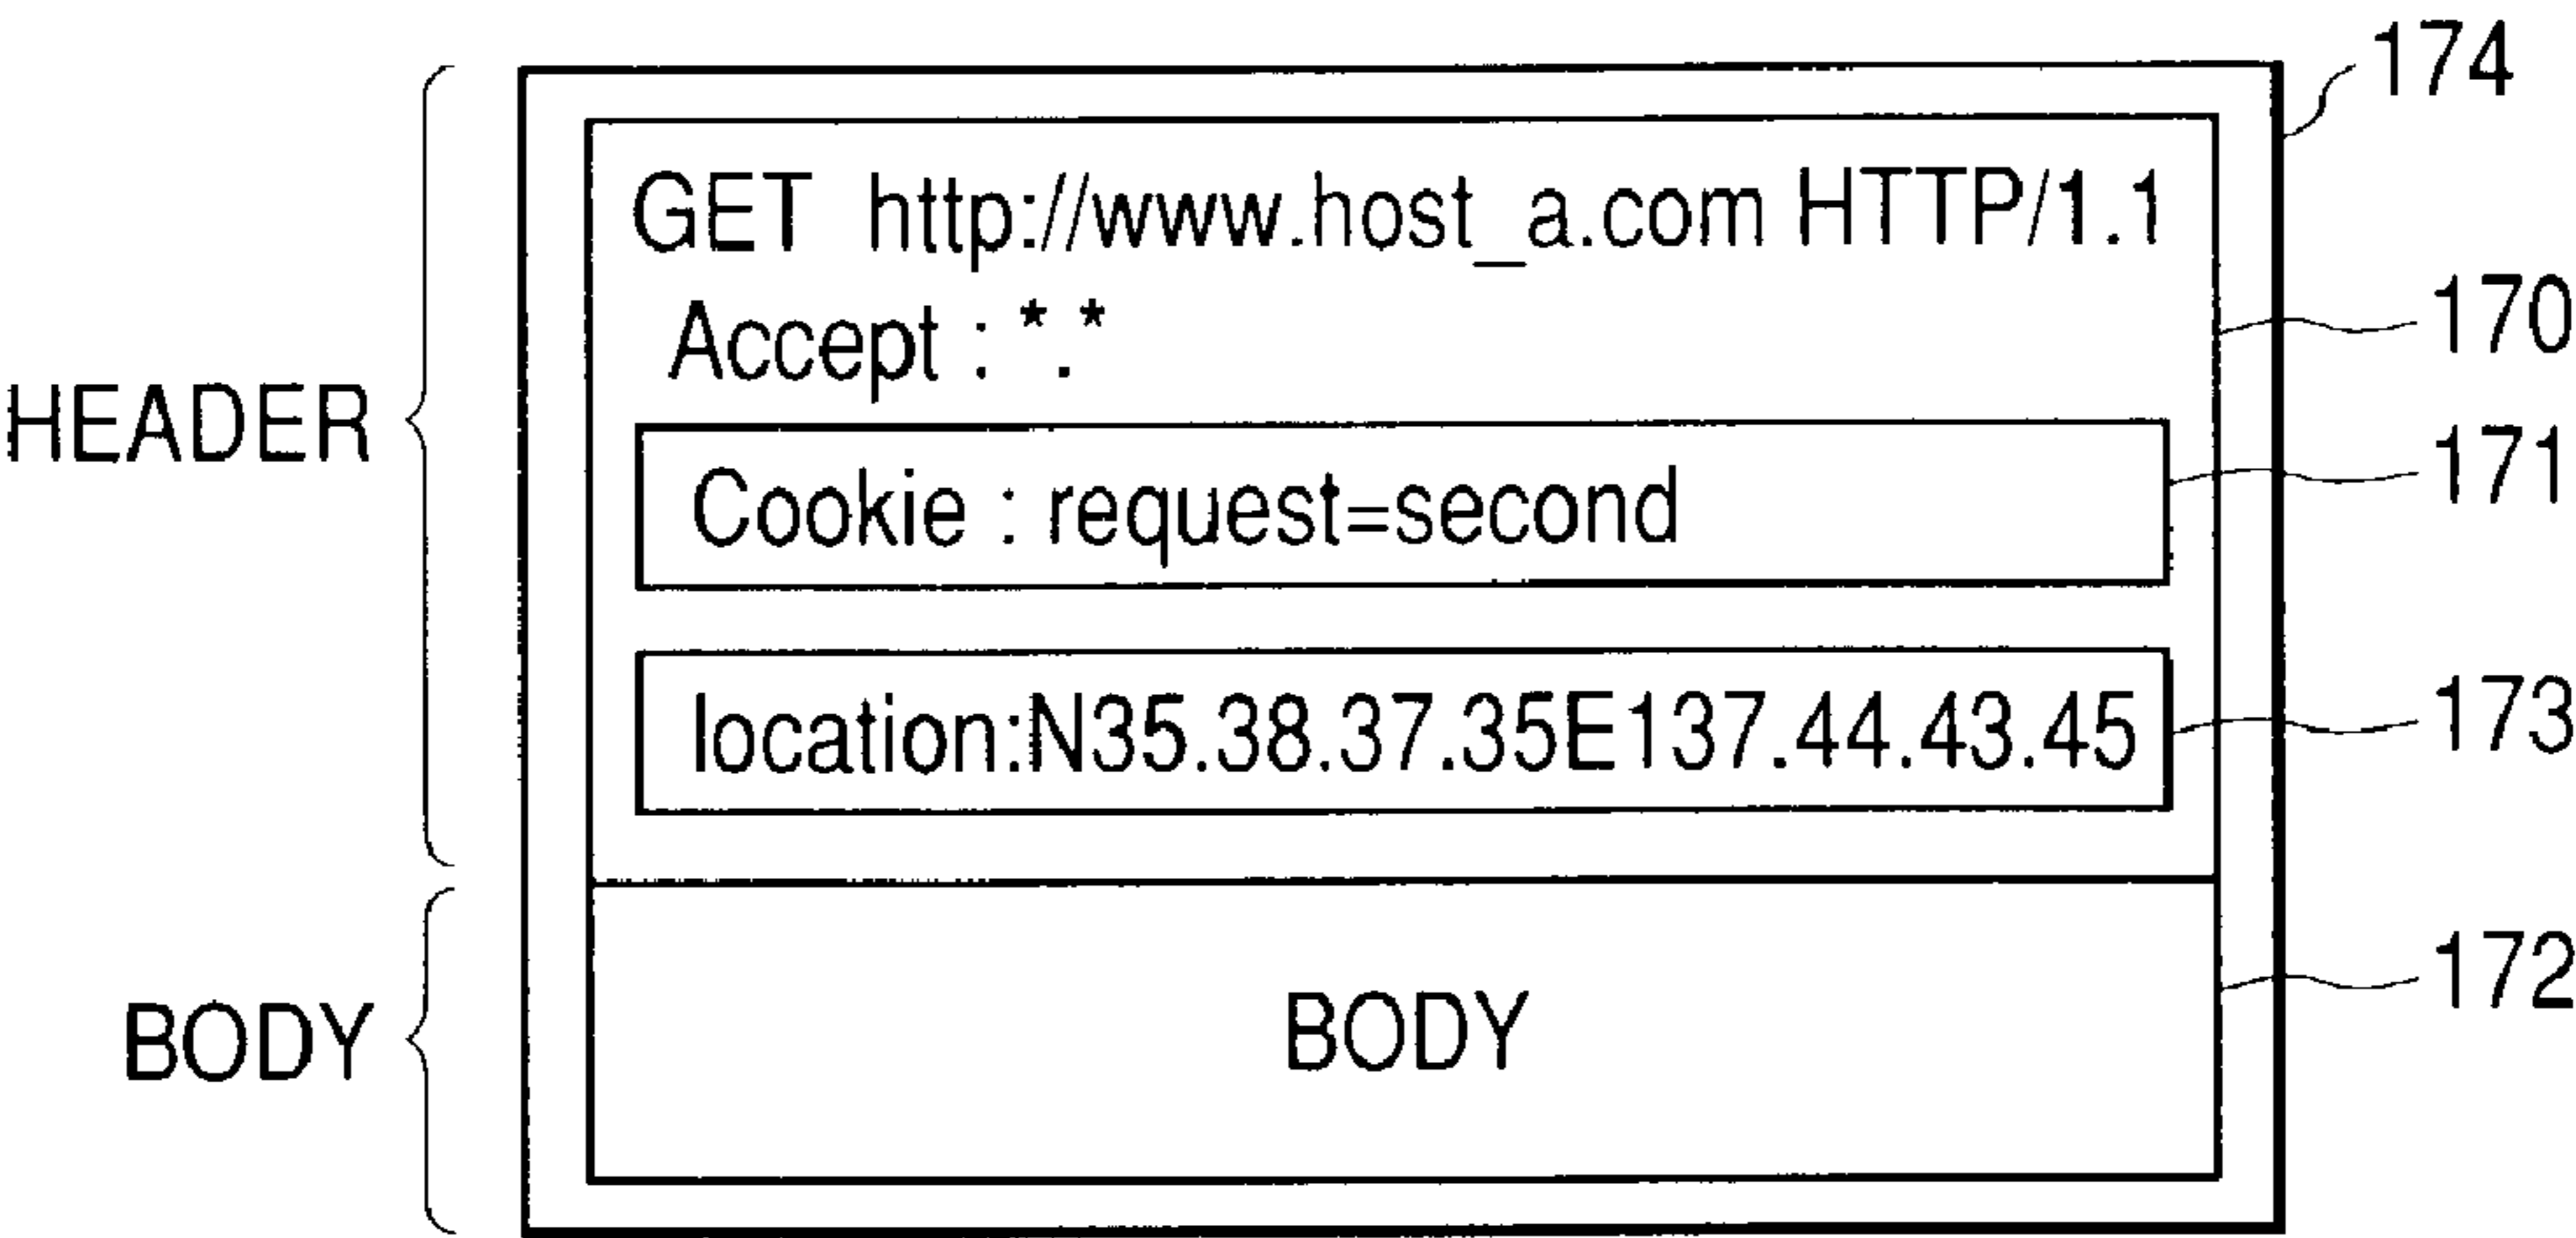 174
GET http://www.host_a.com HTTP/1.1
170
Accept : *.*
HEADER
171
Cookie : request=second
173
location:N35.38.37.35E137.44.43.45
172
BODY
BODY